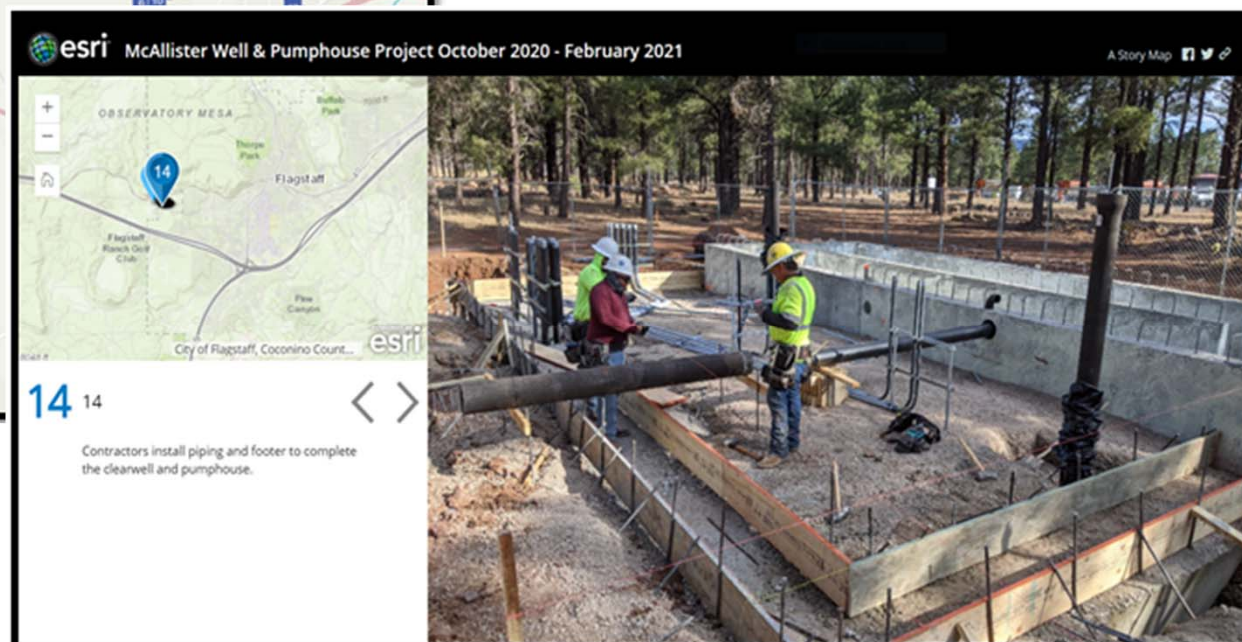 esri McAllister Well & Pumphouse Project October 2020 - February 2021
A Story Map
OBSERVATORY MESA
Buffalo
Park
Thorpe
Park
14
Flagstaff
Flagstaff
Ranch Golf
Club
Pine
Canyon
City of Flagstaff, Coconino Count...
esri
14 14
Contractors install piping and footer to complete
the clearwell and pumphouse.